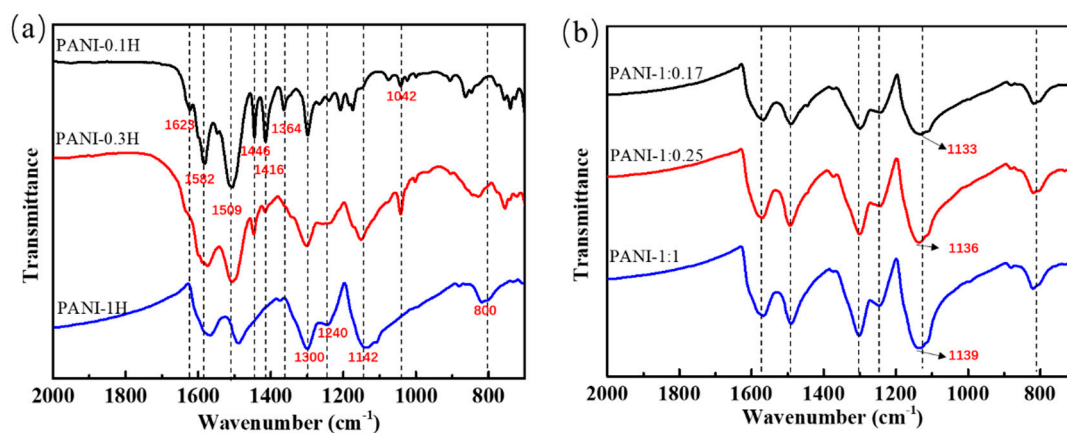 (a)
PANI-0.1H
1623
1582
1509
1446
1416
1364
1042
PANI-0.3H
PANI-1H
1300
1240
1142
800
Transmittance
2000 1800 1600 1400 1200 1000 800
Wavenumber (cm-1)
(b)
PANI-1:0.17
1133
PANI-1:0.25
1136
PANI-1:1
1139
Transmittance
2000 1800 1600 1400 1200 1000 800
Wavenumber (cm-1)